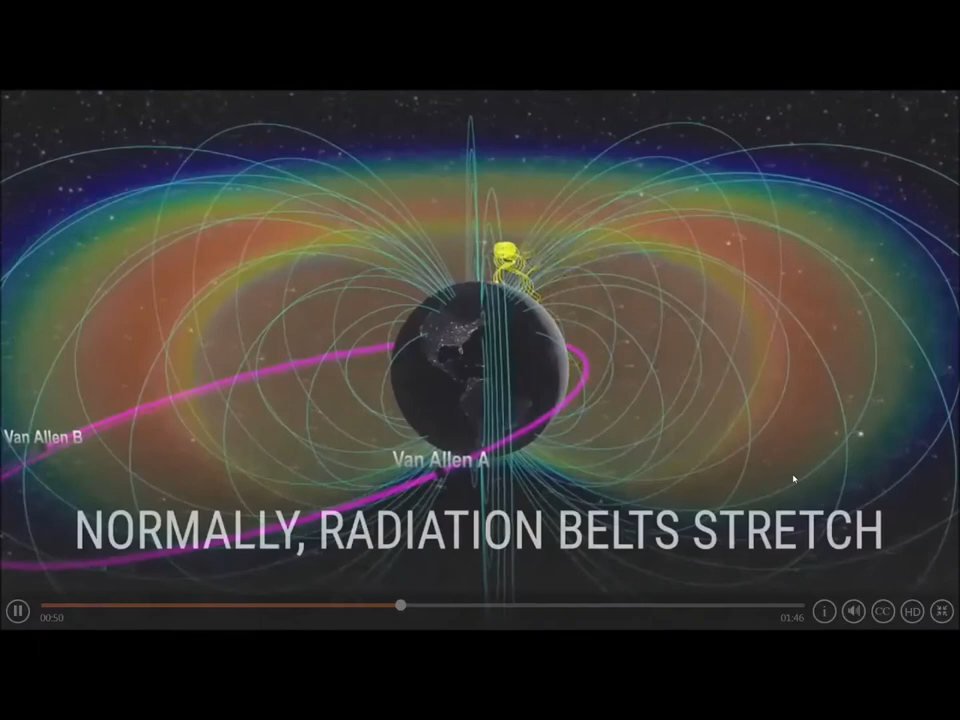 Van Allen B
Van Allen A
NORMALLY, RADIATION BELTS STRETCH
00:50
01:46
i
CC
HD